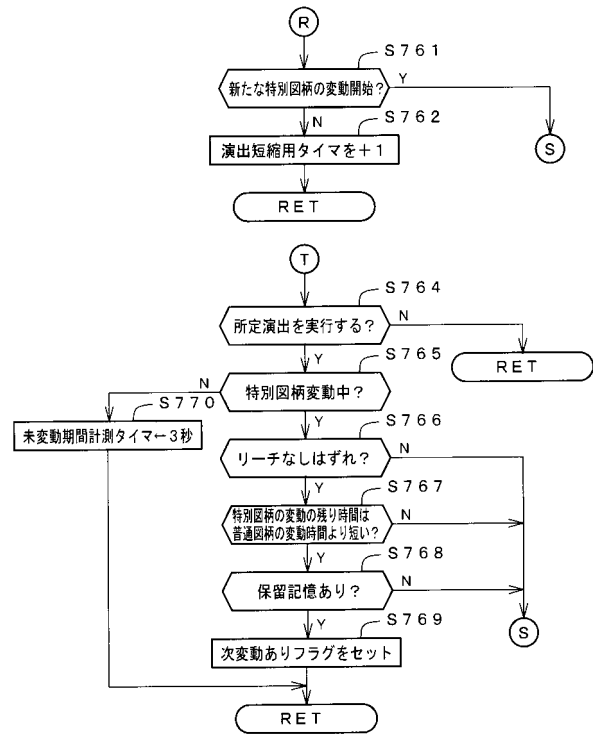 R
S761
新たな特別図柄の変動開始?
Y
N
S762
演出短縮用タイマを+1
S
RET
T
S764
所定演出を実行する?
N
Y
S765
RET
特別図柄変動中?
N
S770
Y
S766
未変動期間計測タイマ←3秒
リーチなしはずれ?
N
Y
S767
特別図柄の変動の残り時間は
普通図柄の変動時間より短い?
N
Y
S768
保留記憶あり?
N
Y
S769
S
次変動ありフラグをセット
RET